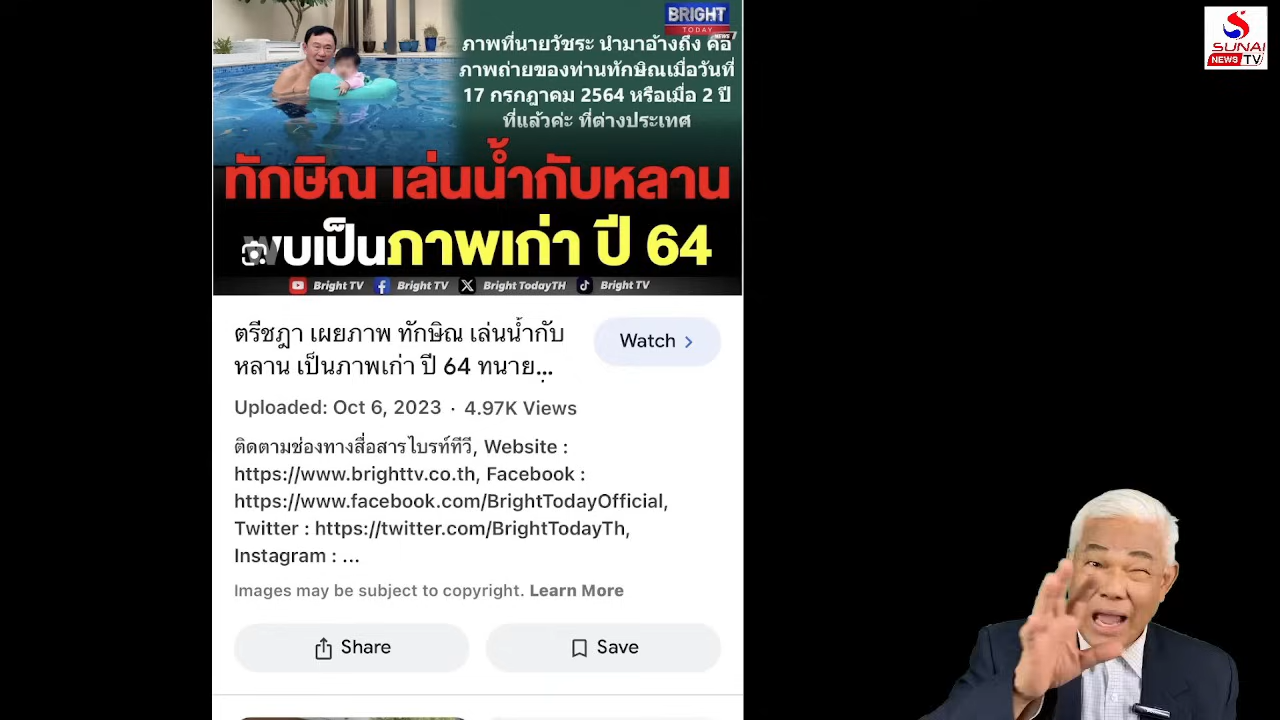 BRIGHT
TODAY
NEWS
ภาพที่นายวัชระ นำมาอ้างถึง คือ
ภาพถ่ายของท่านทักษิณเมื่อวันที่
17 กรกฎาคม 2564 หรือเมื่อ 2 ปี
ที่แล้วค่ะ ที่ต่างประเทศ
ทักษิณ เล่นน้ำกับหลาน
พบเป็นภาพเก่า ปี 64
Bright TV Bright TV Bright TodayTH Bright TV
ตรีชฎา เผยภาพ ทักษิณ เล่นน้ำกับ
หลาน เป็นภาพเก่า ปี 64 ทนาย...
Watch
Uploaded: Oct 6, 2023 · 4.97K Views
ติดตามช่องทางสื่อสารไบรท์ทีวี, Website :
https://www.brighttv.co.th, Facebook :
https://www.facebook.com/BrightTodayOfficial,
Twitter : https://twitter.com/BrightTodayTh,
Instagram : ...
Images may be subject to copyright. Learn More
Share Save
SUNAI
NEWS TV